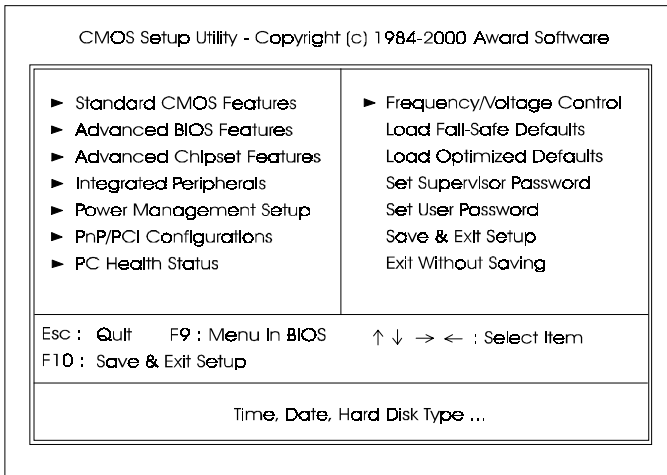 CMOS Setup Utility - Copyright (c) 1984-2000 Award Software
► Standard CMOS Features
► Advanced BIOS Features
► Advanced Chipset Features
► Integrated Peripherals
► Power Management Setup
► PnP/PCI Configurations
► PC Health Status
► Frequency/Voltage Control
Load Fail-Safe Defaults
Load Optimized Defaults
Set Supervisor Password
Set User Password
Save & Exit Setup
Exit Without Saving
Esc : Quit F9 : Menu In BIOS ↑ ↓ → ← : Select Item
F10 : Save & Exit Setup
Time, Date, Hard Disk Type ...